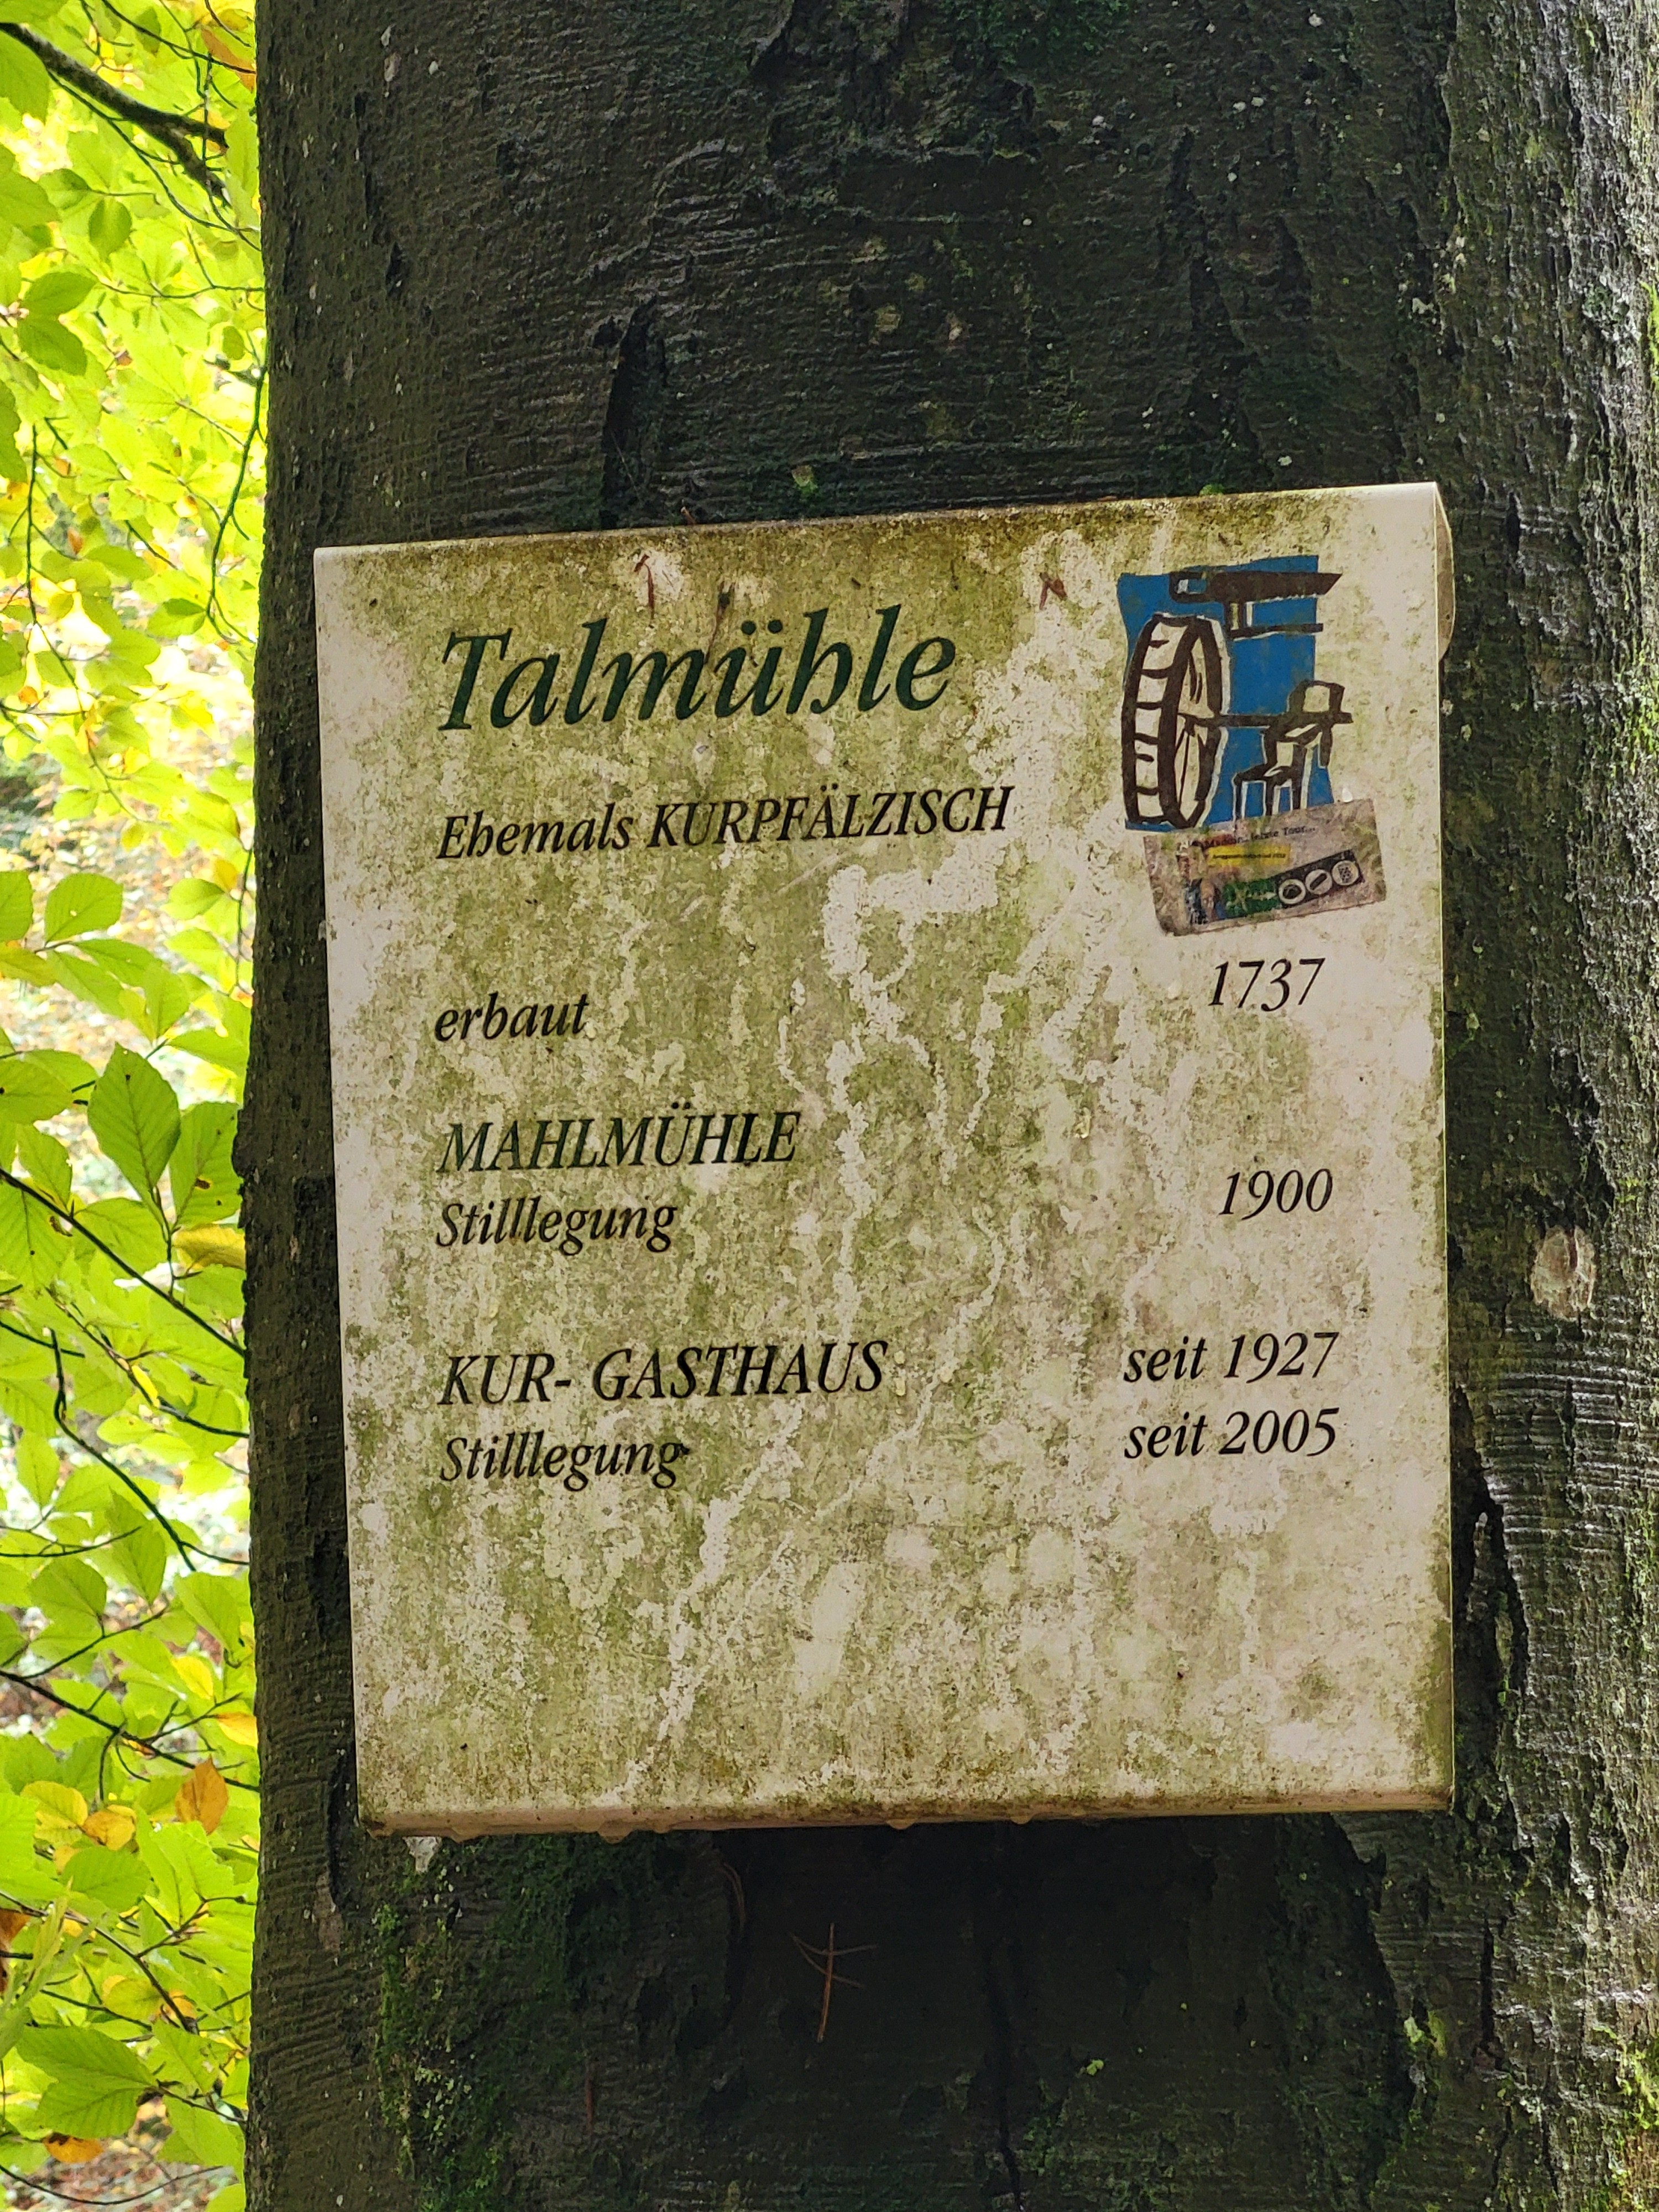 Talmühle
Ehemals KURPFÄLZISCH
erbaut 1737
MAHLMÜHLE
Stilllegung 1900
KUR- GASTHAUS seit 1927
Stilllegung seit 2005